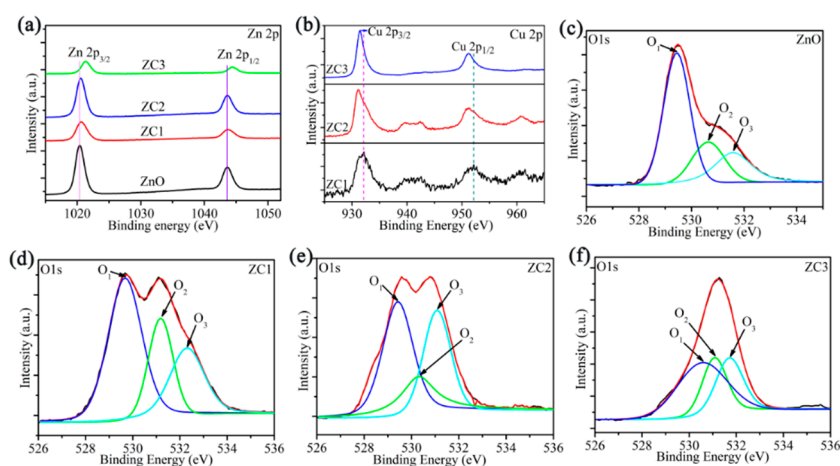 (a)
Zn 2p
Zn 2p3/2
Zn 2p1/2
ZC3
ZC2
ZC1
ZnO
Intensity (a.u.)
1020 1030 1040 1050
Binding energy (eV)
(b)
Cu 2p
Cu 2p3/2
Cu 2p1/2
ZC3
ZC2
ZC1
Intensity (a.u.)
930 940 950 960
Binding energy (eV)
(c)
O1s
ZnO
O1
O2
O3
Intensity (a.u.)
526 528 530 532 534
Binding Energy (eV)
(d)
O1s
ZC1
O1
O2
O3
Intensity (a.u.)
526 528 530 532 534 536
Binding Energy (eV)
(e)
O1s
ZC2
O1
O3
O2
Intensity (a.u.)
526 528 530 532 534 536
Binding Energy (eV)
(f)
O1s
ZC3
O2
O1
O3
Intensity (a.u.)
526 528 530 532 534 536
Binding Energy (eV)